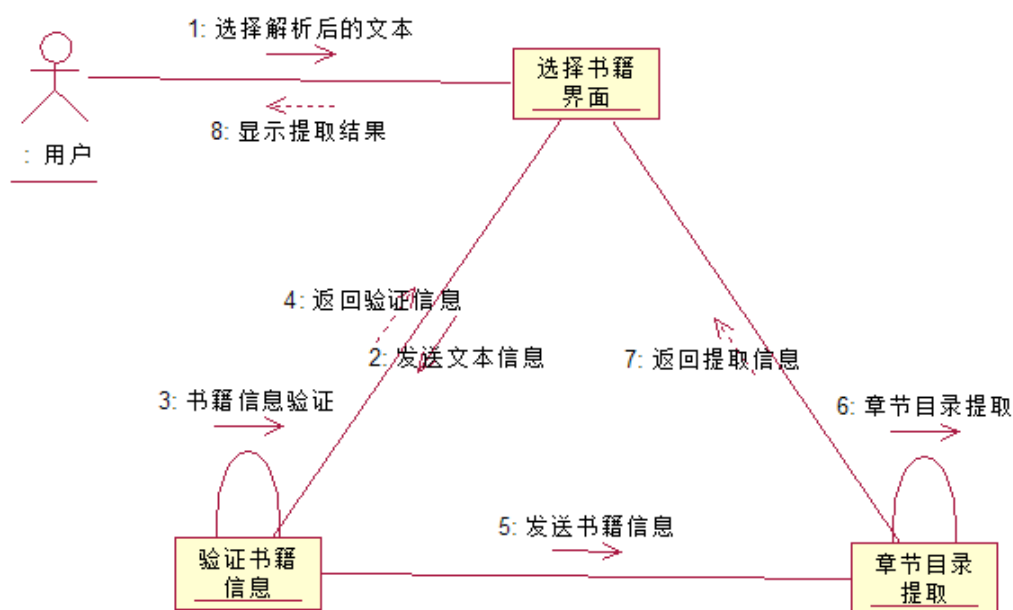 1: 选择解析后的文本
选择书籍
界面
8: 显示提取结果
: 用户
4: 返回验证信息
2: 发送文本信息
7: 返回提取信息
3: 书籍信息验证
6: 章节目录提取
5: 发送书籍信息
验证书籍
信息
章节目录
提取